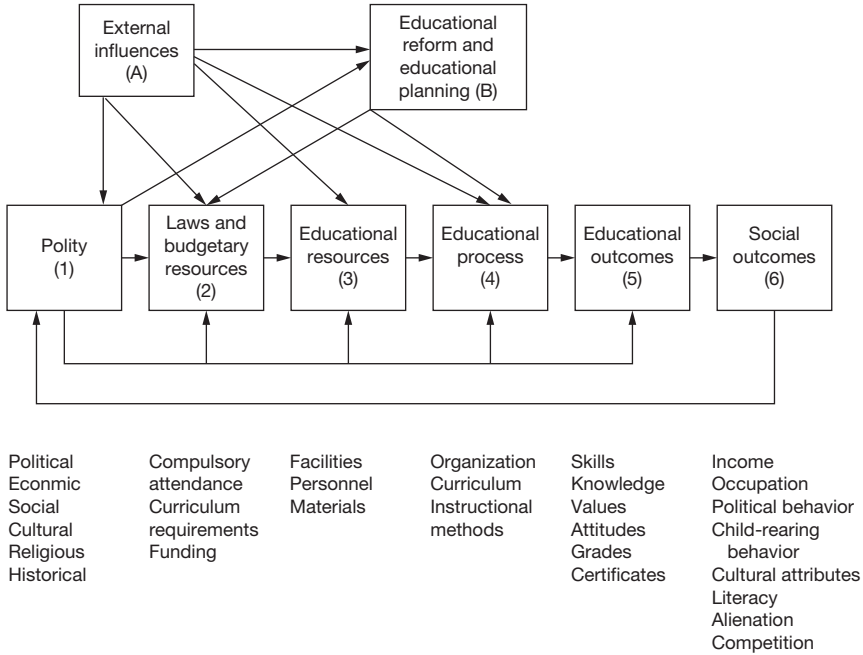 External
influences
(A)
Educational
reform and
educational
planning (B)
Polity
(1)
Laws and
budgetary
resources
(2)
Educational
resources
(3)
Educational
process
(4)
Educational
outcomes
(5)
Social
outcomes
(6)
Political
Econmic
Social
Cultural
Religious
Historical
Compulsory
attendance
Curriculum
requirements
Funding
Facilities
Personnel
Materials
Organization
Curriculum
Instructional
methods
Skills
Knowledge
Values
Attitudes
Grades
Certificates
Income
Occupation
Political behavior
Child-rearing
behavior
Cultural attributes
Literacy
Alienation
Competition